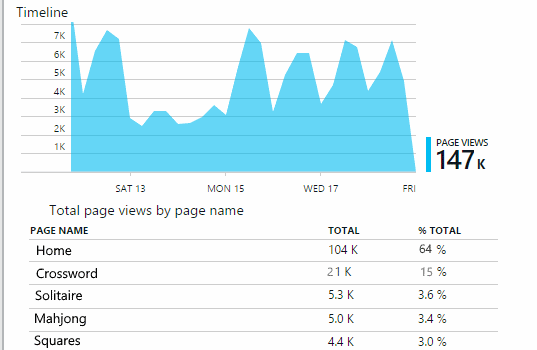 Timeline
7K
6K
5K
4K
3K
2K
1K
PAGE VIEWS
147 K
SAT 13 MON 15 WED 17 FRI
Total page views by page name
PAGE NAME TOTAL % TOTAL
Home 104 K 64 %
Crossword 21 K 15 %
Solitaire 5.3 K 3.6 %
Mahjong 5.0 K 3.4 %
Squares 4.4 K 3.0 %